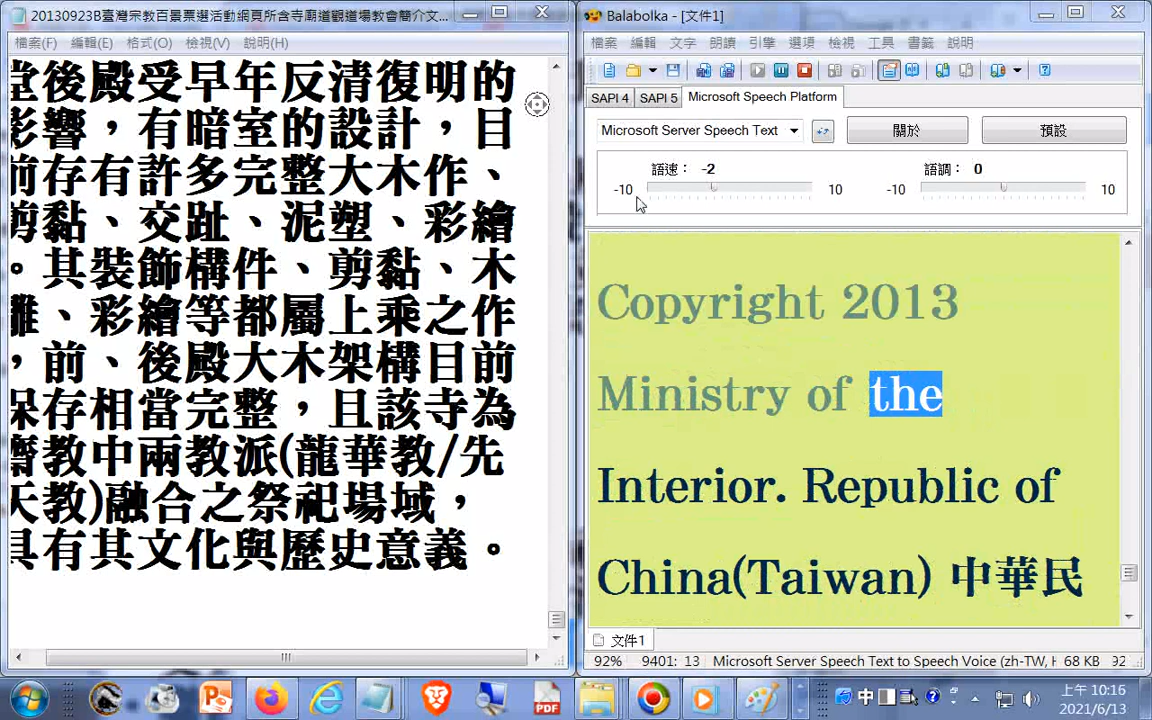 20130923B臺灣宗教百景票選活動網頁所含寺廟道觀道場教會簡介文...
檔案(F) 編輯(E) 格式(O) 檢視(V) 說明(H)
堂後殿受早年反清復明的
影響，有暗室的設計，目
前存有許多完整大木作、
剪黏、交趾、泥塑、彩繪
。其裝飾構件、剪黏、木
雕、彩繪等都屬上乘之作
，前、後殿大木架構目前
保存相當完整，且該寺為
齋教中兩教派(龍華教/先
天教)融合之祭祀場域，
具有其文化與歷史意義。
Balabolka - [文件1]
檔案 編輯 文字 朗讀 引擎 選項 檢視 工具 書籤 說明
SAPI 4 SAPI 5 Microsoft Speech Platform
Microsoft Server Speech Text 關於 預設
語速： -2 語調： 0
-10 10 -10 10
Copyright 2013
Ministry of the
Interior. Republic of
China(Taiwan) 中華民
文件1
92% 9401: 13 Microsoft Server Speech Text to Speech Voice (zh-TW, H 68 KB 92
中 上午 10:16
2021/6/13